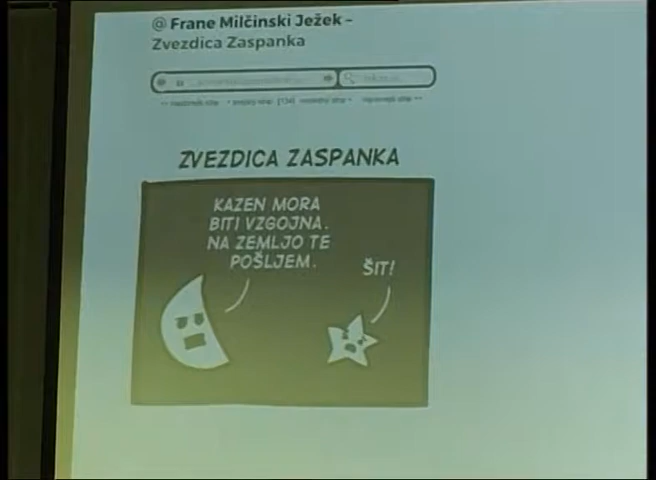 @ Frane Milčinski Ježek –
Zvezdica Zaspanka
ZVEZDICA ZASPANKA
KAZEN MORA
BITI VZGOJNA.
NA ZEMLJO TE
POŠLJEM.
ŠIT!